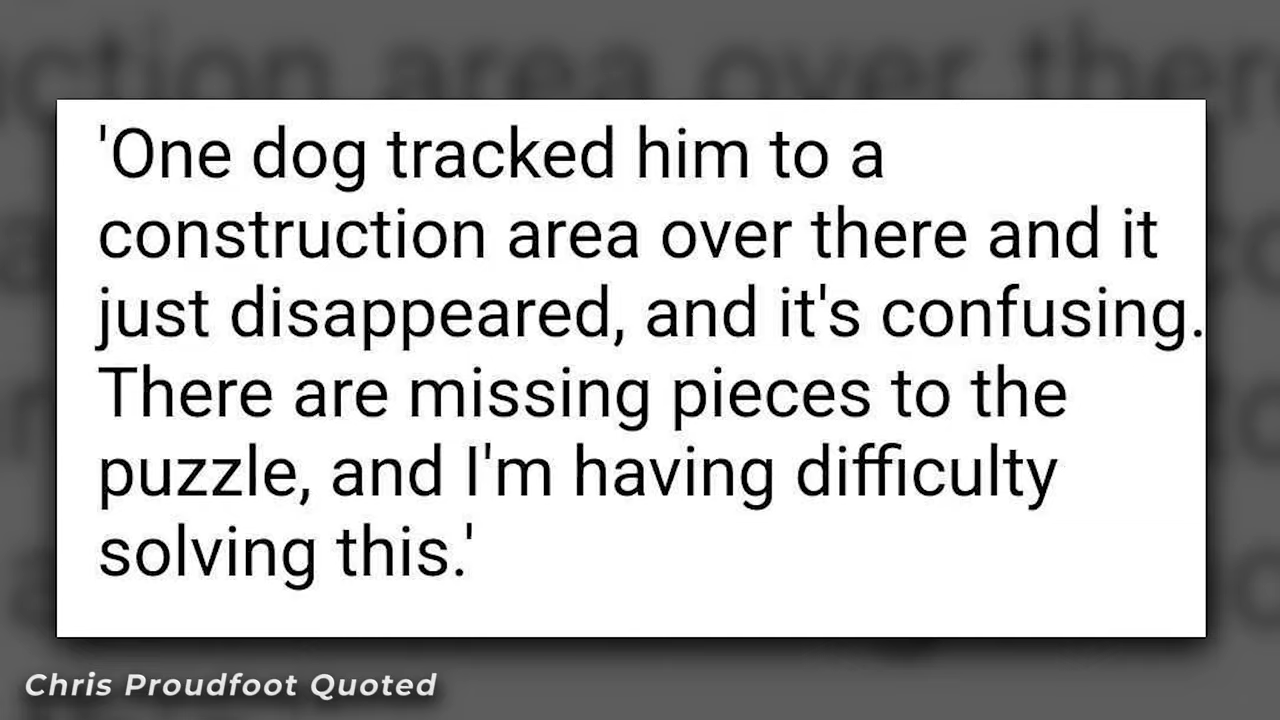 'One dog tracked him to a
construction area over there and it
just disappeared, and it's confusing.
There are missing pieces to the
puzzle, and I'm having difficulty
solving this.'
Chris Proudfoot Quoted